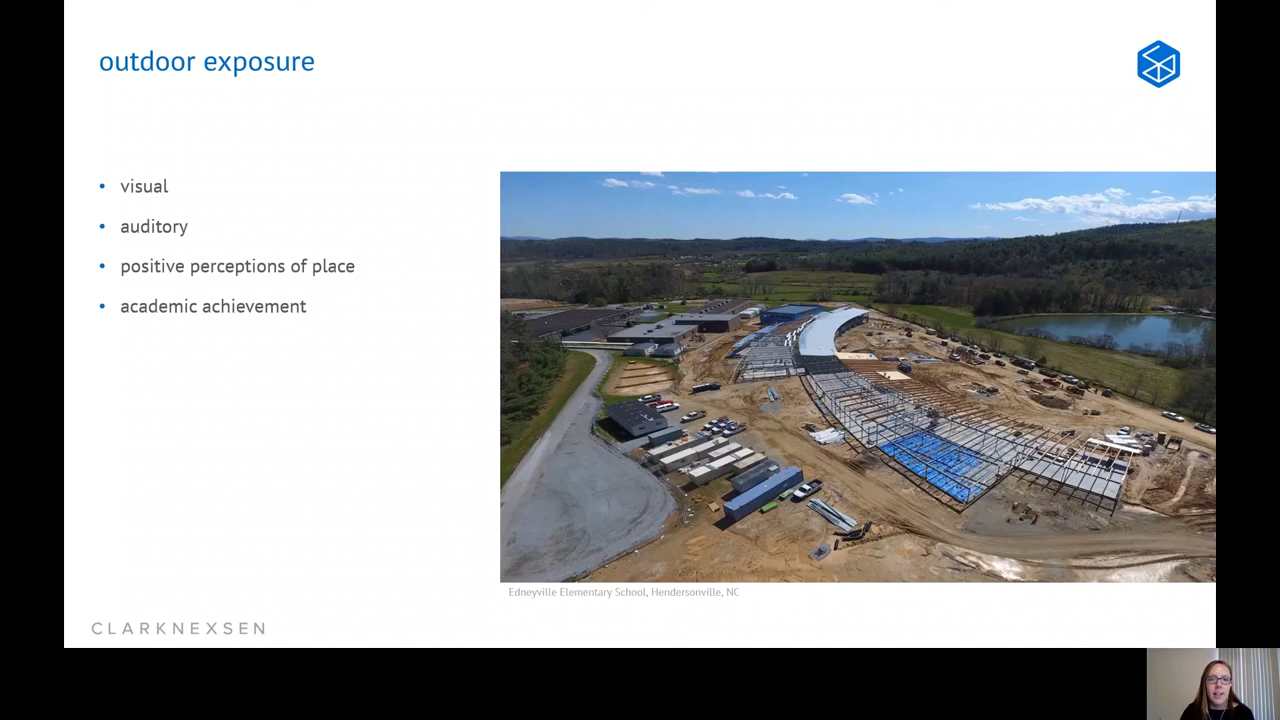 outdoor exposure
• visual
• auditory
• positive perceptions of place
• academic achievement
Edneyville Elementary School, Hendersonville, NC
CLARKNEXSEN